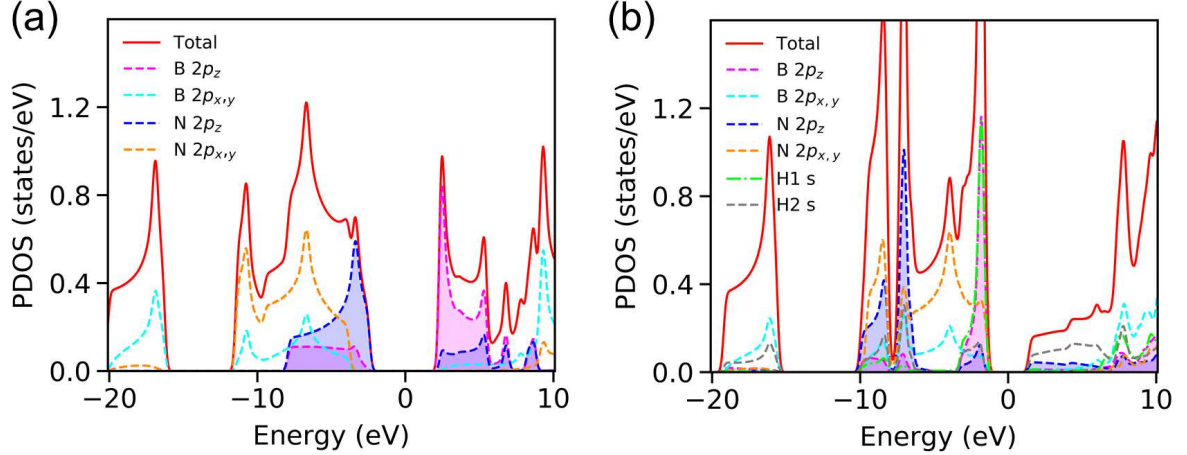 (a)
Total
B 2p_z
B 2p_x,y
N 2p_z
N 2p_x,y
PDOS (states/eV)
1.2
0.8
0.4
0.0
−20
−10
0
10
Energy (eV)
(b)
Total
B 2p_z
B 2p_x,y
N 2p_z
N 2p_x,y
H1 s
H2 s
PDOS (states/eV)
1.2
0.8
0.4
0.0
−20
−10
0
10
Energy (eV)